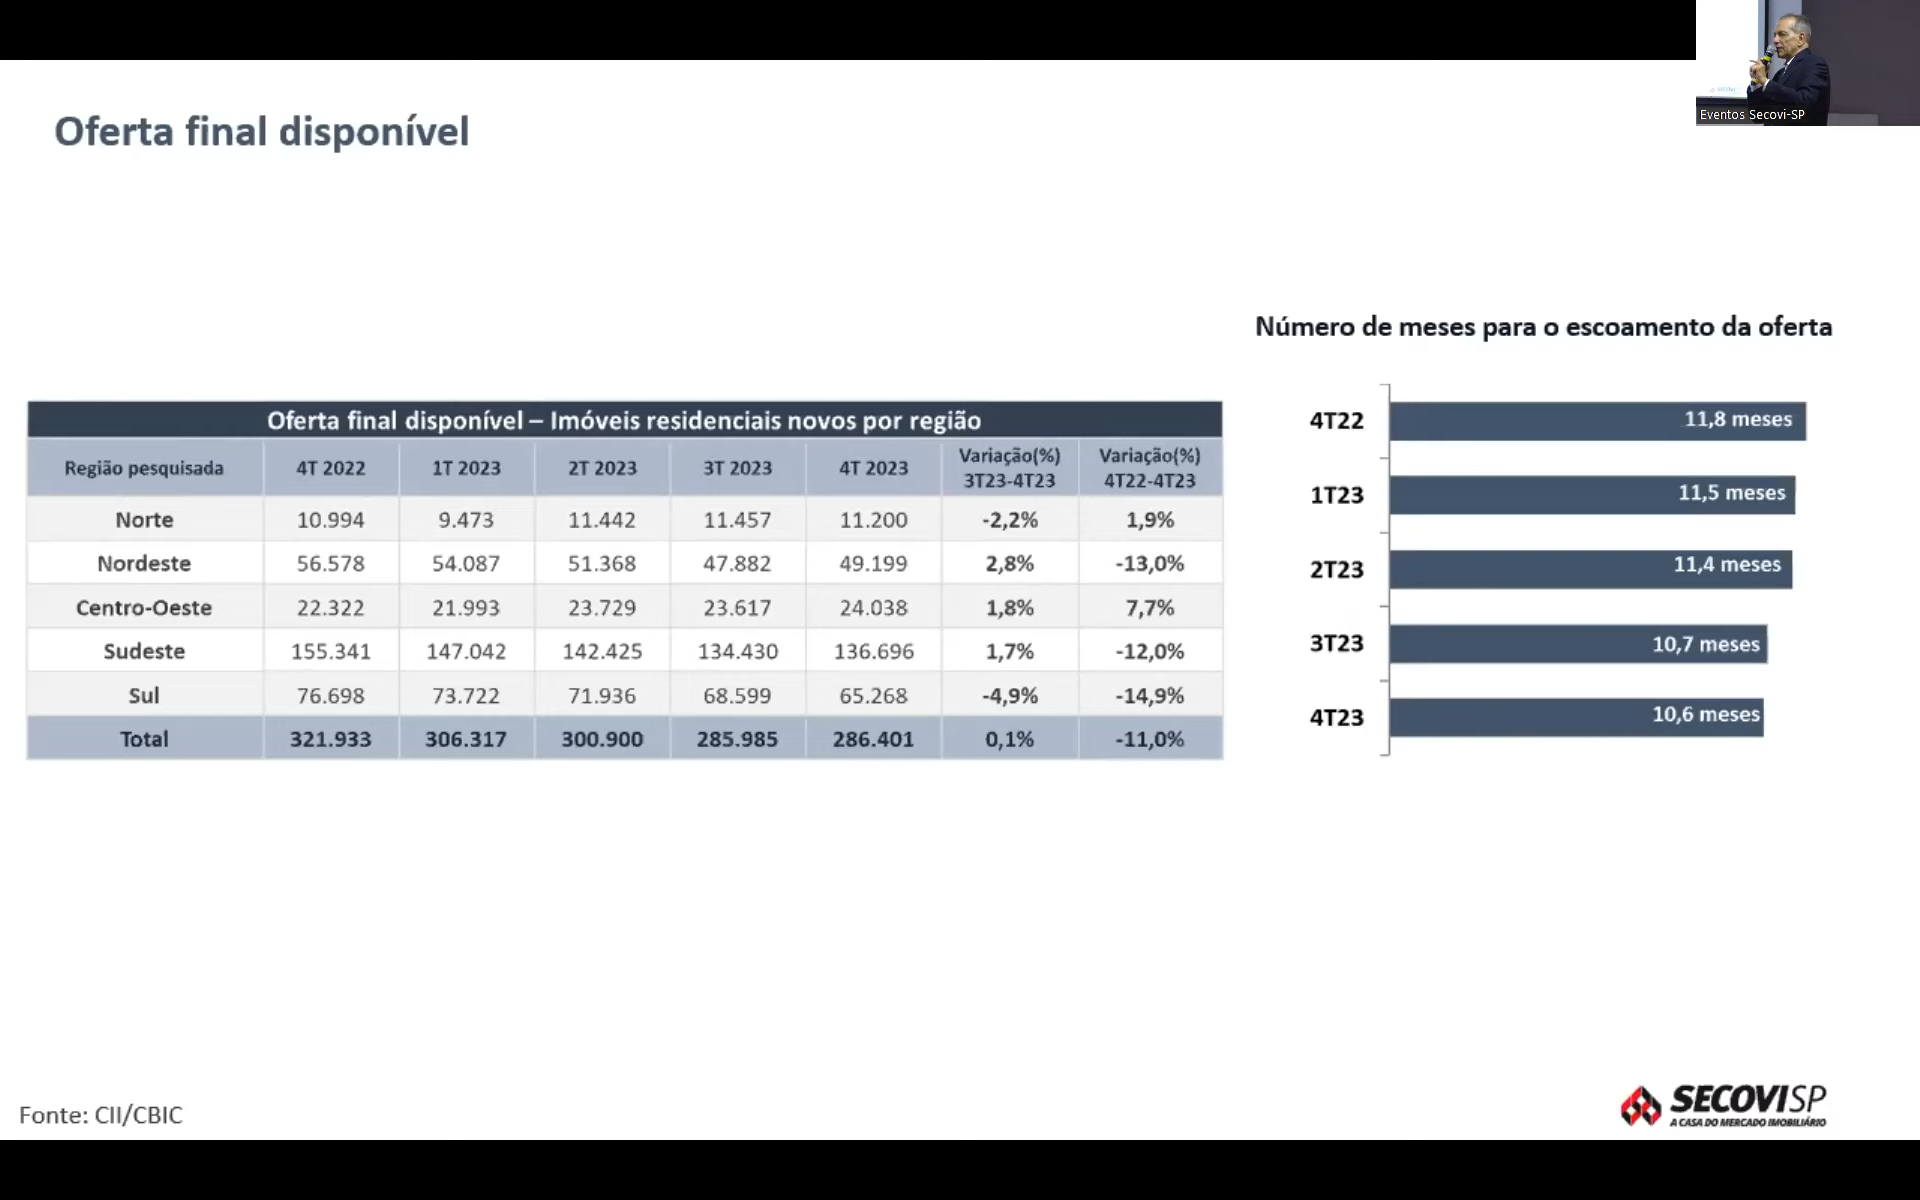 Eventos Secovi-SP
Oferta final disponível
Oferta final disponível – Imóveis residenciais novos por região
Região pesquisada 4T 2022 1T 2023 2T 2023 3T 2023 4T 2023 Variação(%) 3T23-4T23 Variação(%) 4T22-4T23
Norte 10.994 9.473 11.442 11.457 11.200 -2,2% 1,9%
Nordeste 56.578 54.087 51.368 47.882 49.199 2,8% -13,0%
Centro-Oeste 22.322 21.993 23.729 23.617 24.038 1,8% 7,7%
Sudeste 155.341 147.042 142.425 134.430 136.696 1,7% -12,0%
Sul 76.698 73.722 71.936 68.599 65.268 -4,9% -14,9%
Total 321.933 306.317 300.900 285.985 286.401 0,1% -11,0%
Número de meses para o escoamento da oferta
4T22 11,8 meses
1T23 11,5 meses
2T23 11,4 meses
3T23 10,7 meses
4T23 10,6 meses
Fonte: CII/CBIC
SECOVISP
A CASA DO MERCADO IMOBILIÁRIO